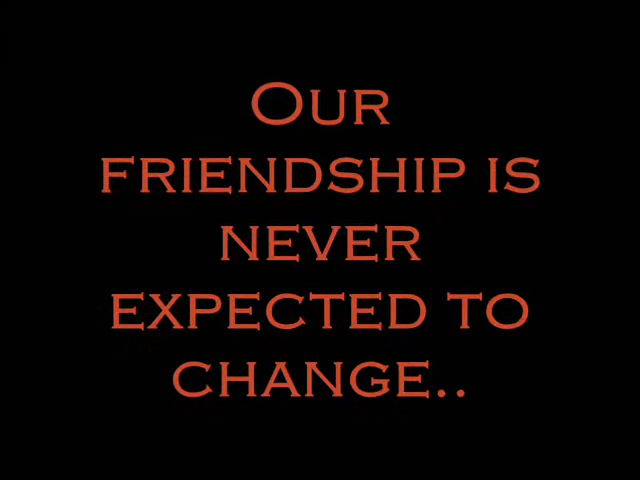 Our
friendship is
never
expected to
change..